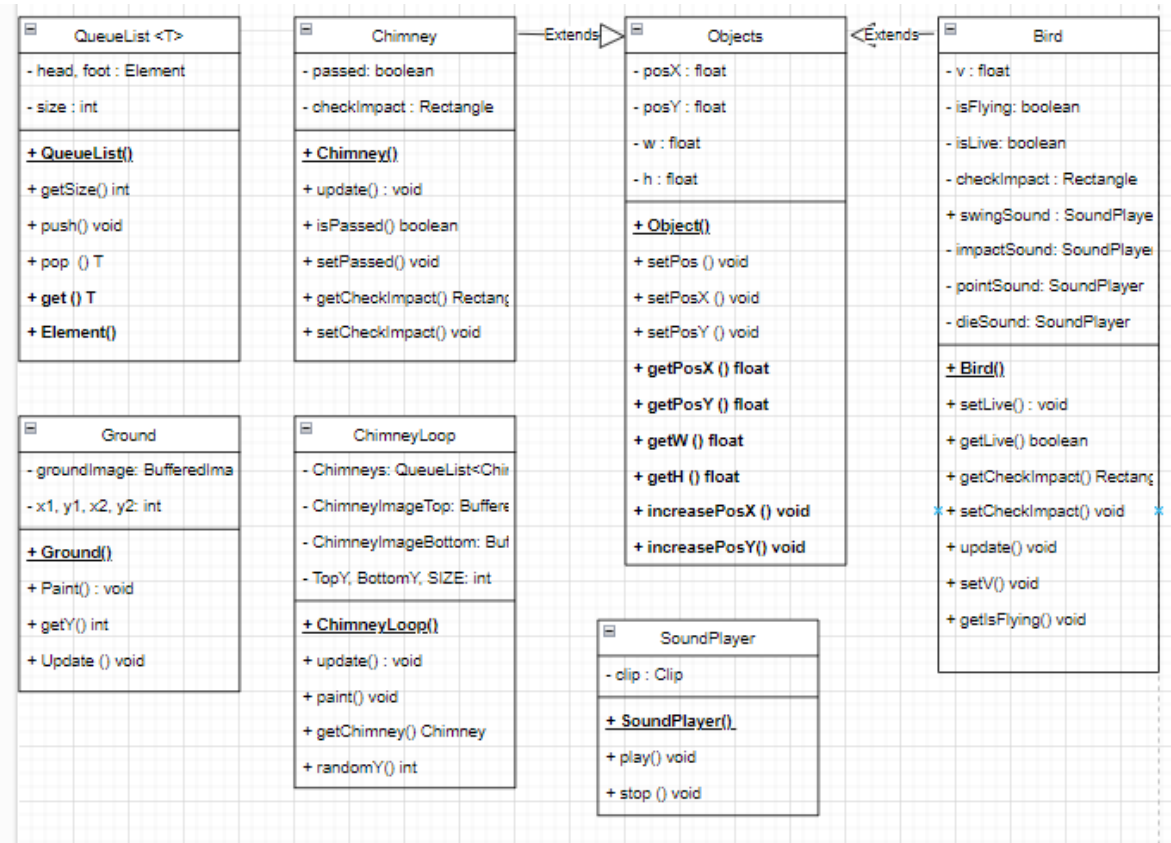 QueueList <T>
- head, foot : Element
- size : int
+ QueueList()
+ getSize() int
+ push() void
+ pop () T
+ get () T
+ Element()
Chimney
- passed: boolean
- checkImpact : Rectangle
+ Chimney()
+ update() : void
+ isPassed() boolean
+ setPassed() void
+ getCheckImpact() Rectang
+ setCheckImpact() void
Extends
Objects
- posX : float
- posY : float
- w : float
- h : float
+ Object()
+ setPos () void
+ setPosX () void
+ setPosY () void
+ getPosX () float
+ getPosY () float
+ getW () float
+ getH () float
+ increasePosX () void
+ increasePosY() void
Extends
Bird
- v : float
- isFlying: boolean
- isLive: boolean
- checkImpact : Rectangle
+ swingSound : SoundPlaye
- impactSound: SoundPlayer
- pointSound: SoundPlayer
- dieSound: SoundPlayer
+ Bird()
+ setLive() : void
+ getLive() boolean
+ getCheckImpact() Rectang
+ setCheckImpact() void
+ update() void
+ setV() void
+ getIsFlying() void
Ground
- groundImage: BufferedIma
- x1, y1, x2, y2: int
+ Ground()
+ Paint() : void
+ getY() int
+ Update () void
ChimneyLoop
- Chimneys: QueueList<Chi
- ChimneyImageTop: Buffere
- ChimneyImageBottom: Buf
- TopY, BottomY, SIZE: int
+ ChimneyLoop()
+ update() : void
+ paint() void
+ getChimney() Chimney
+ randomY() int
SoundPlayer
- clip : Clip
+ SoundPlayer()
+ play() void
+ stop () void